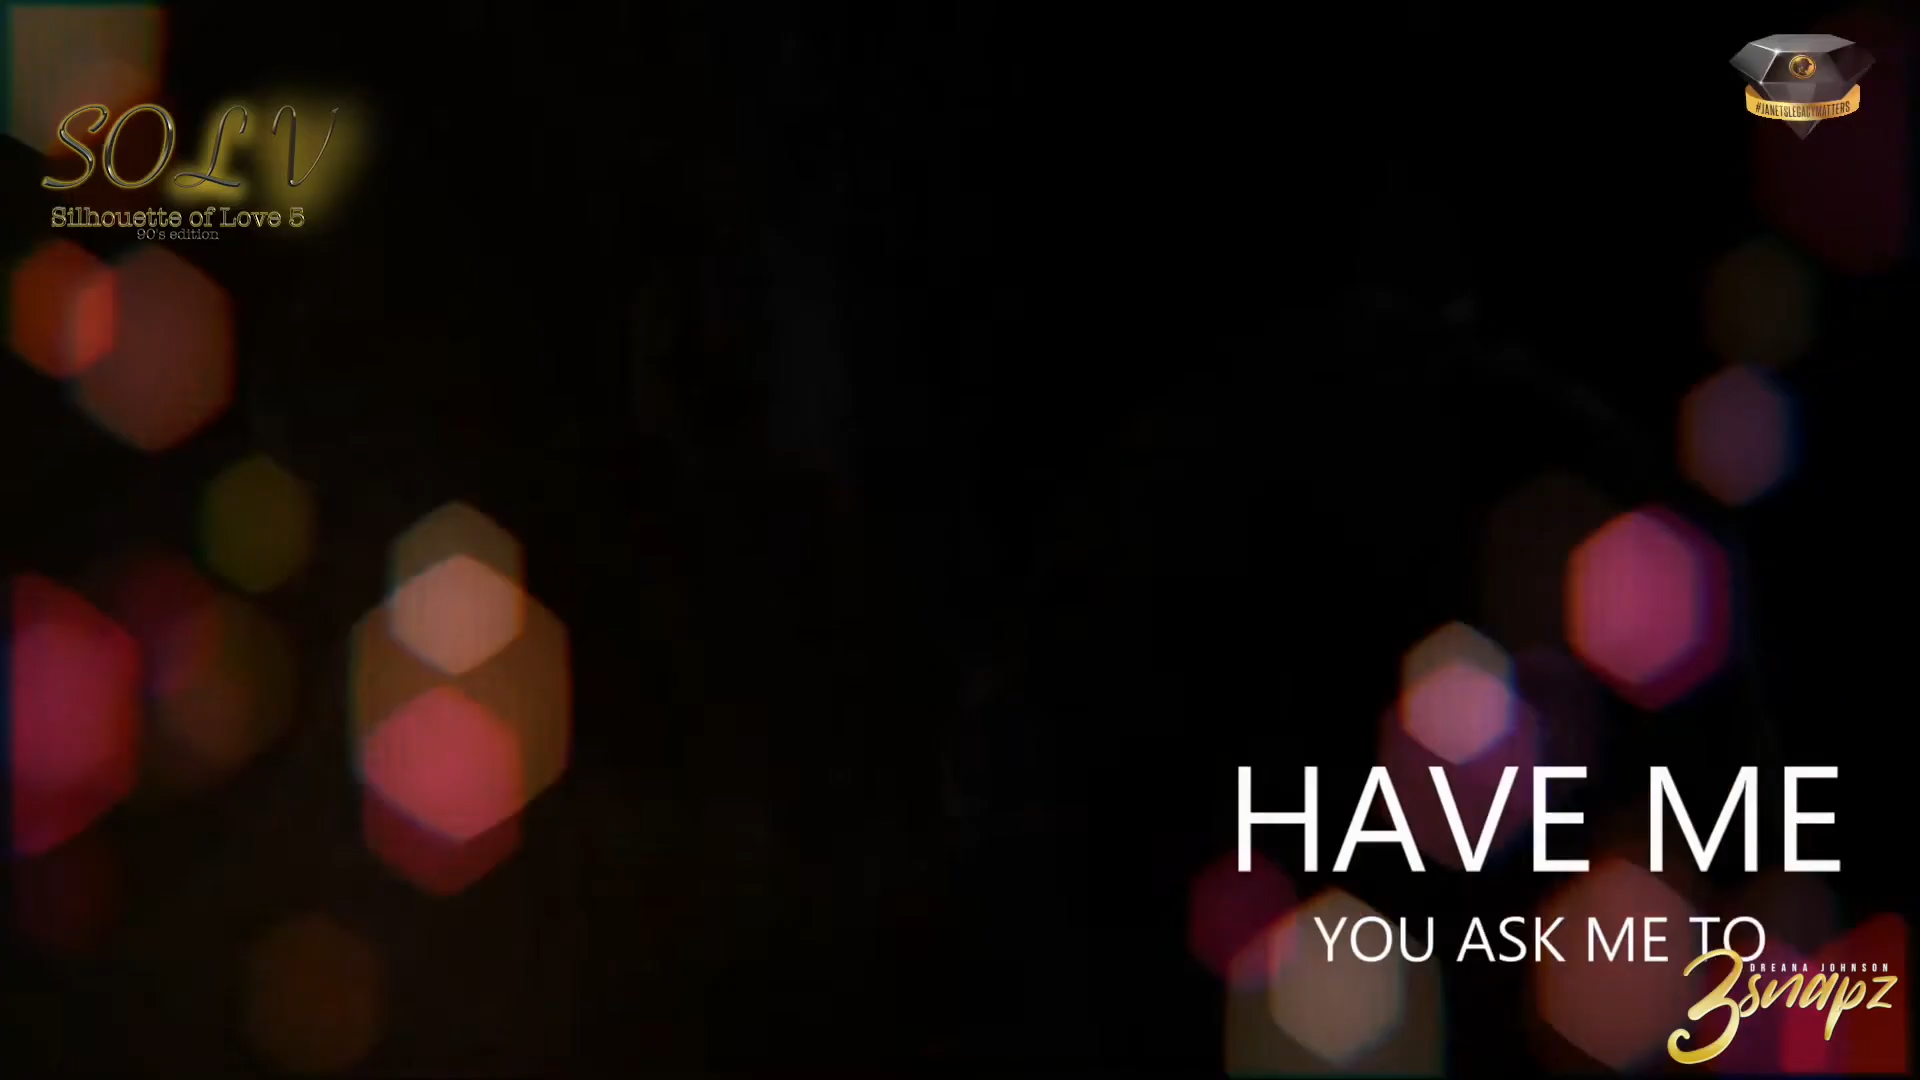 SOLV
Silhouette of Love 5
90's edition
#JANETSLEGACYMATTERS
HAVE ME
YOU ASK ME TO
DREANA JOHNSON
3snapz